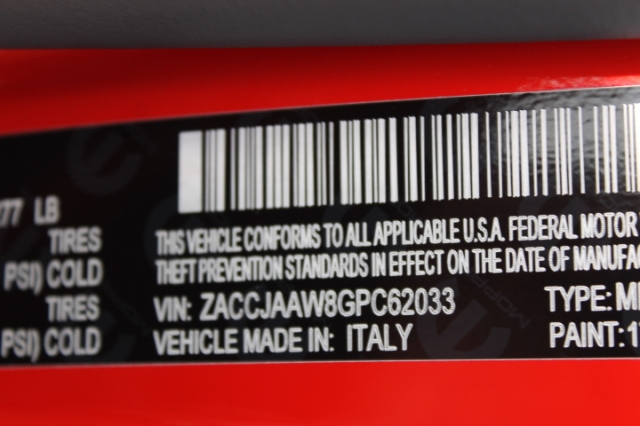 277 LB
TIRES
PSI) COLD
TIRES
PSI) COLD
THIS VEHICLE CONFORMS TO ALL APPLICABLE U.S.A. FEDERAL MOTOR
THEFT PREVENTION STANDARDS IN EFFECT ON THE DATE OF MANUFA
VIN: ZACCJAAW8GPC62033 TYPE: M
VEHICLE MADE IN: ITALY PAINT: 1